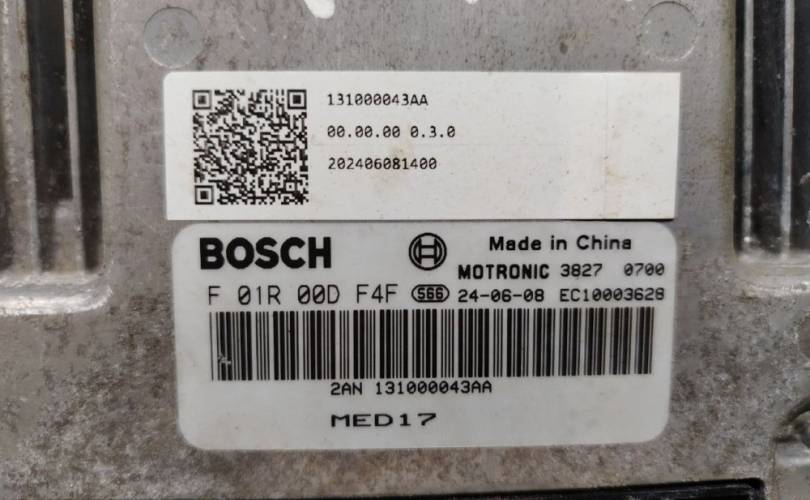 131000043AA
00.00.00 0.3.0
202406081400
BOSCH Made in China
MOTRONIC 3827 0700
F 01R 00D F4F S66 24-06-08 EC10003628
2AN 131000043AA
MED17